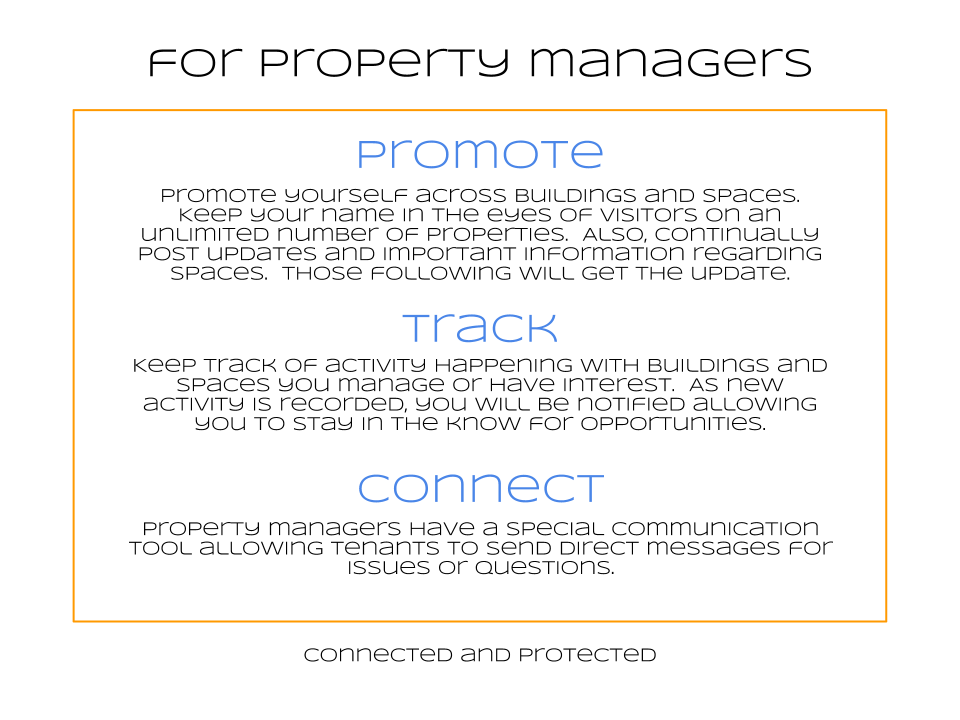 For Property Managers
Promote
Promote yourself across buildings and spaces.
Keep your name in the eyes of visitors on an
unlimited number of properties.  Also, continually
post updates and important information regarding
spaces.  Those following will get the update.
Track
Keep track of activity happening with buildings and
spaces you manage or have interest.  As new
activity is recorded, you will be notified allowing
you to stay in the know for opportunities.
Connect
Property managers have a special communication
tool allowing tenants to send direct messages for
issues or questions.
Connected and Protected